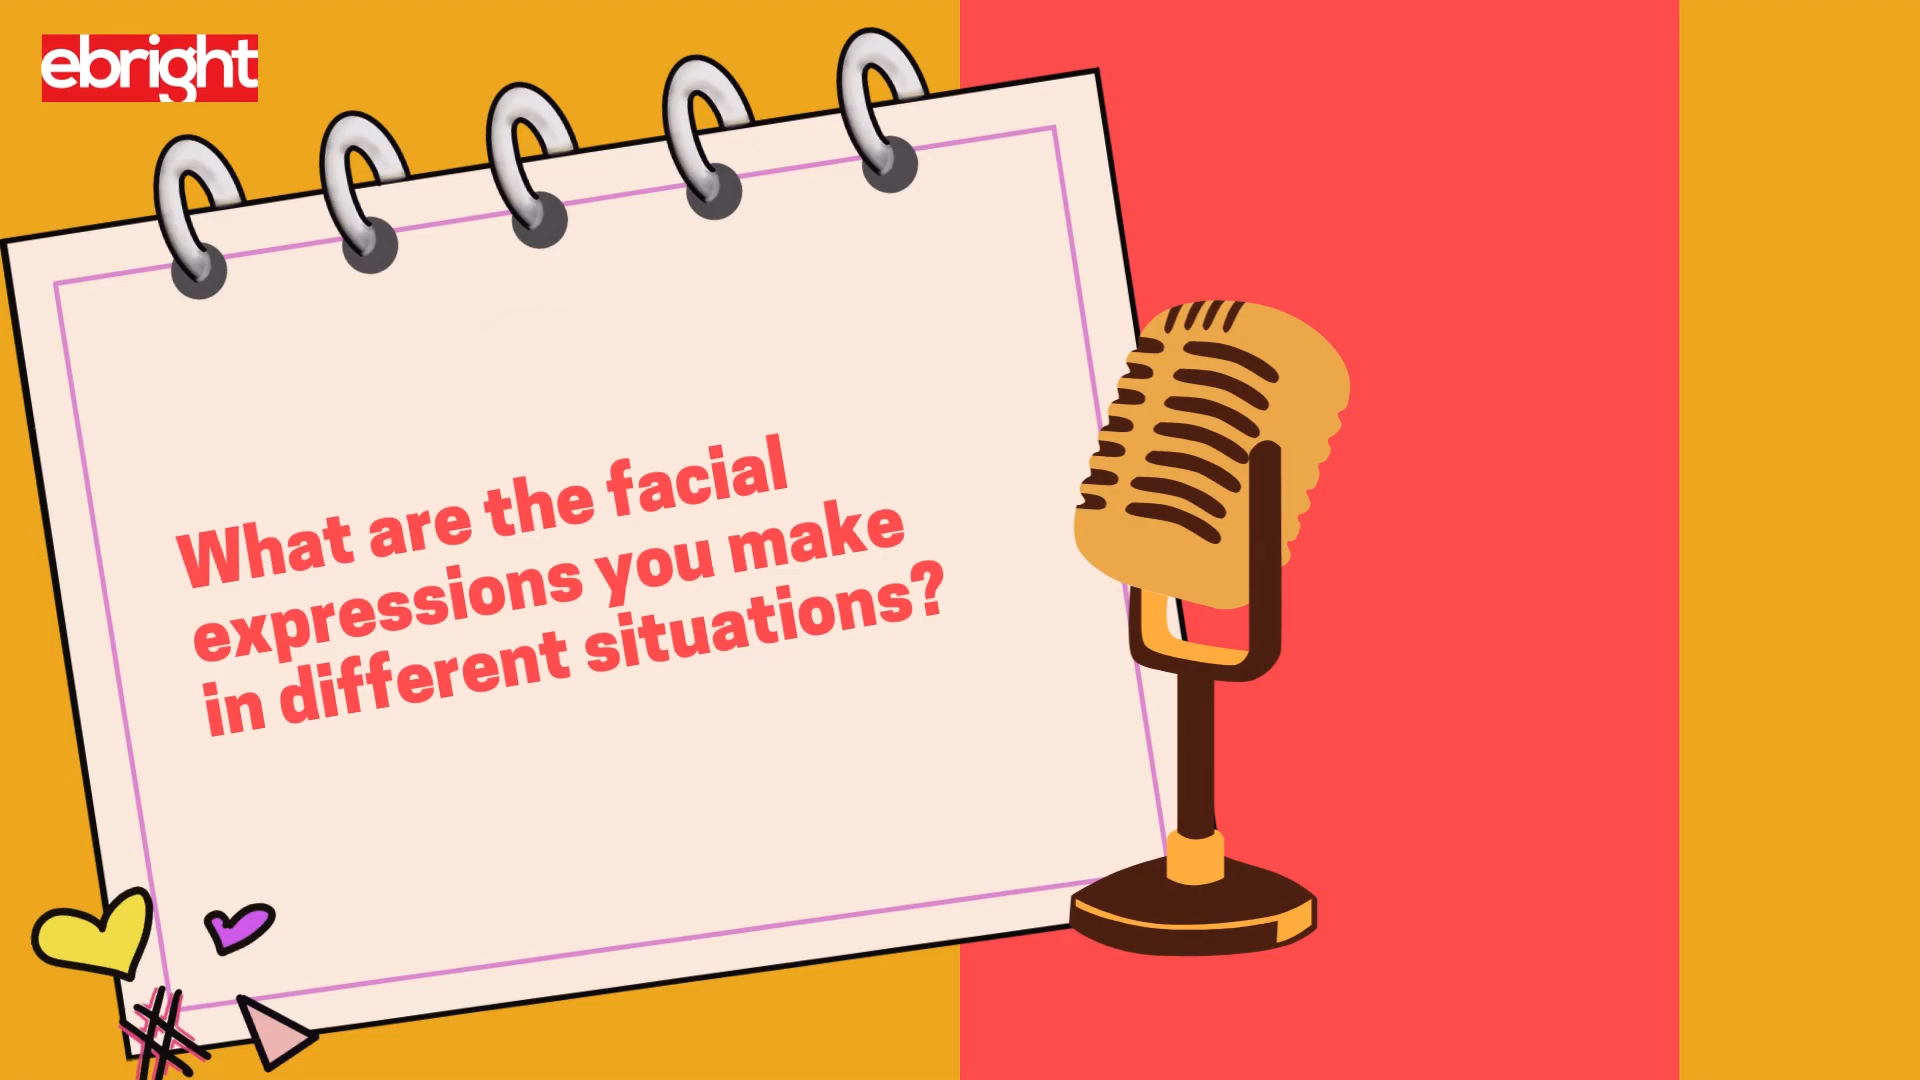 ebright
What are the facial
expressions you make
in different situations?